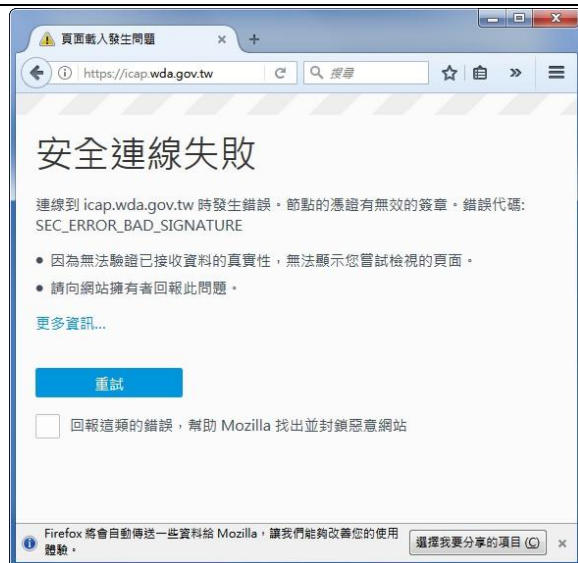 頁面載入發生問題
https://icap.wda.gov.tw
搜尋
安全連線失敗
連線到 icap.wda.gov.tw 時發生錯誤。節點的憑證有無效的簽章。錯誤代碼:
SEC_ERROR_BAD_SIGNATURE
因為無法驗證已接收資料的真實性，無法顯示您嘗試檢視的頁面。
請向網站擁有者回報此問題。
更多資訊...
重試
回報這類的錯誤，幫助 Mozilla 找出並封鎖惡意網站
Firefox 將會自動傳送一些資料給 Mozilla，讓我們能夠改善您的使用
體驗。
選擇我要分享的項目 (C)